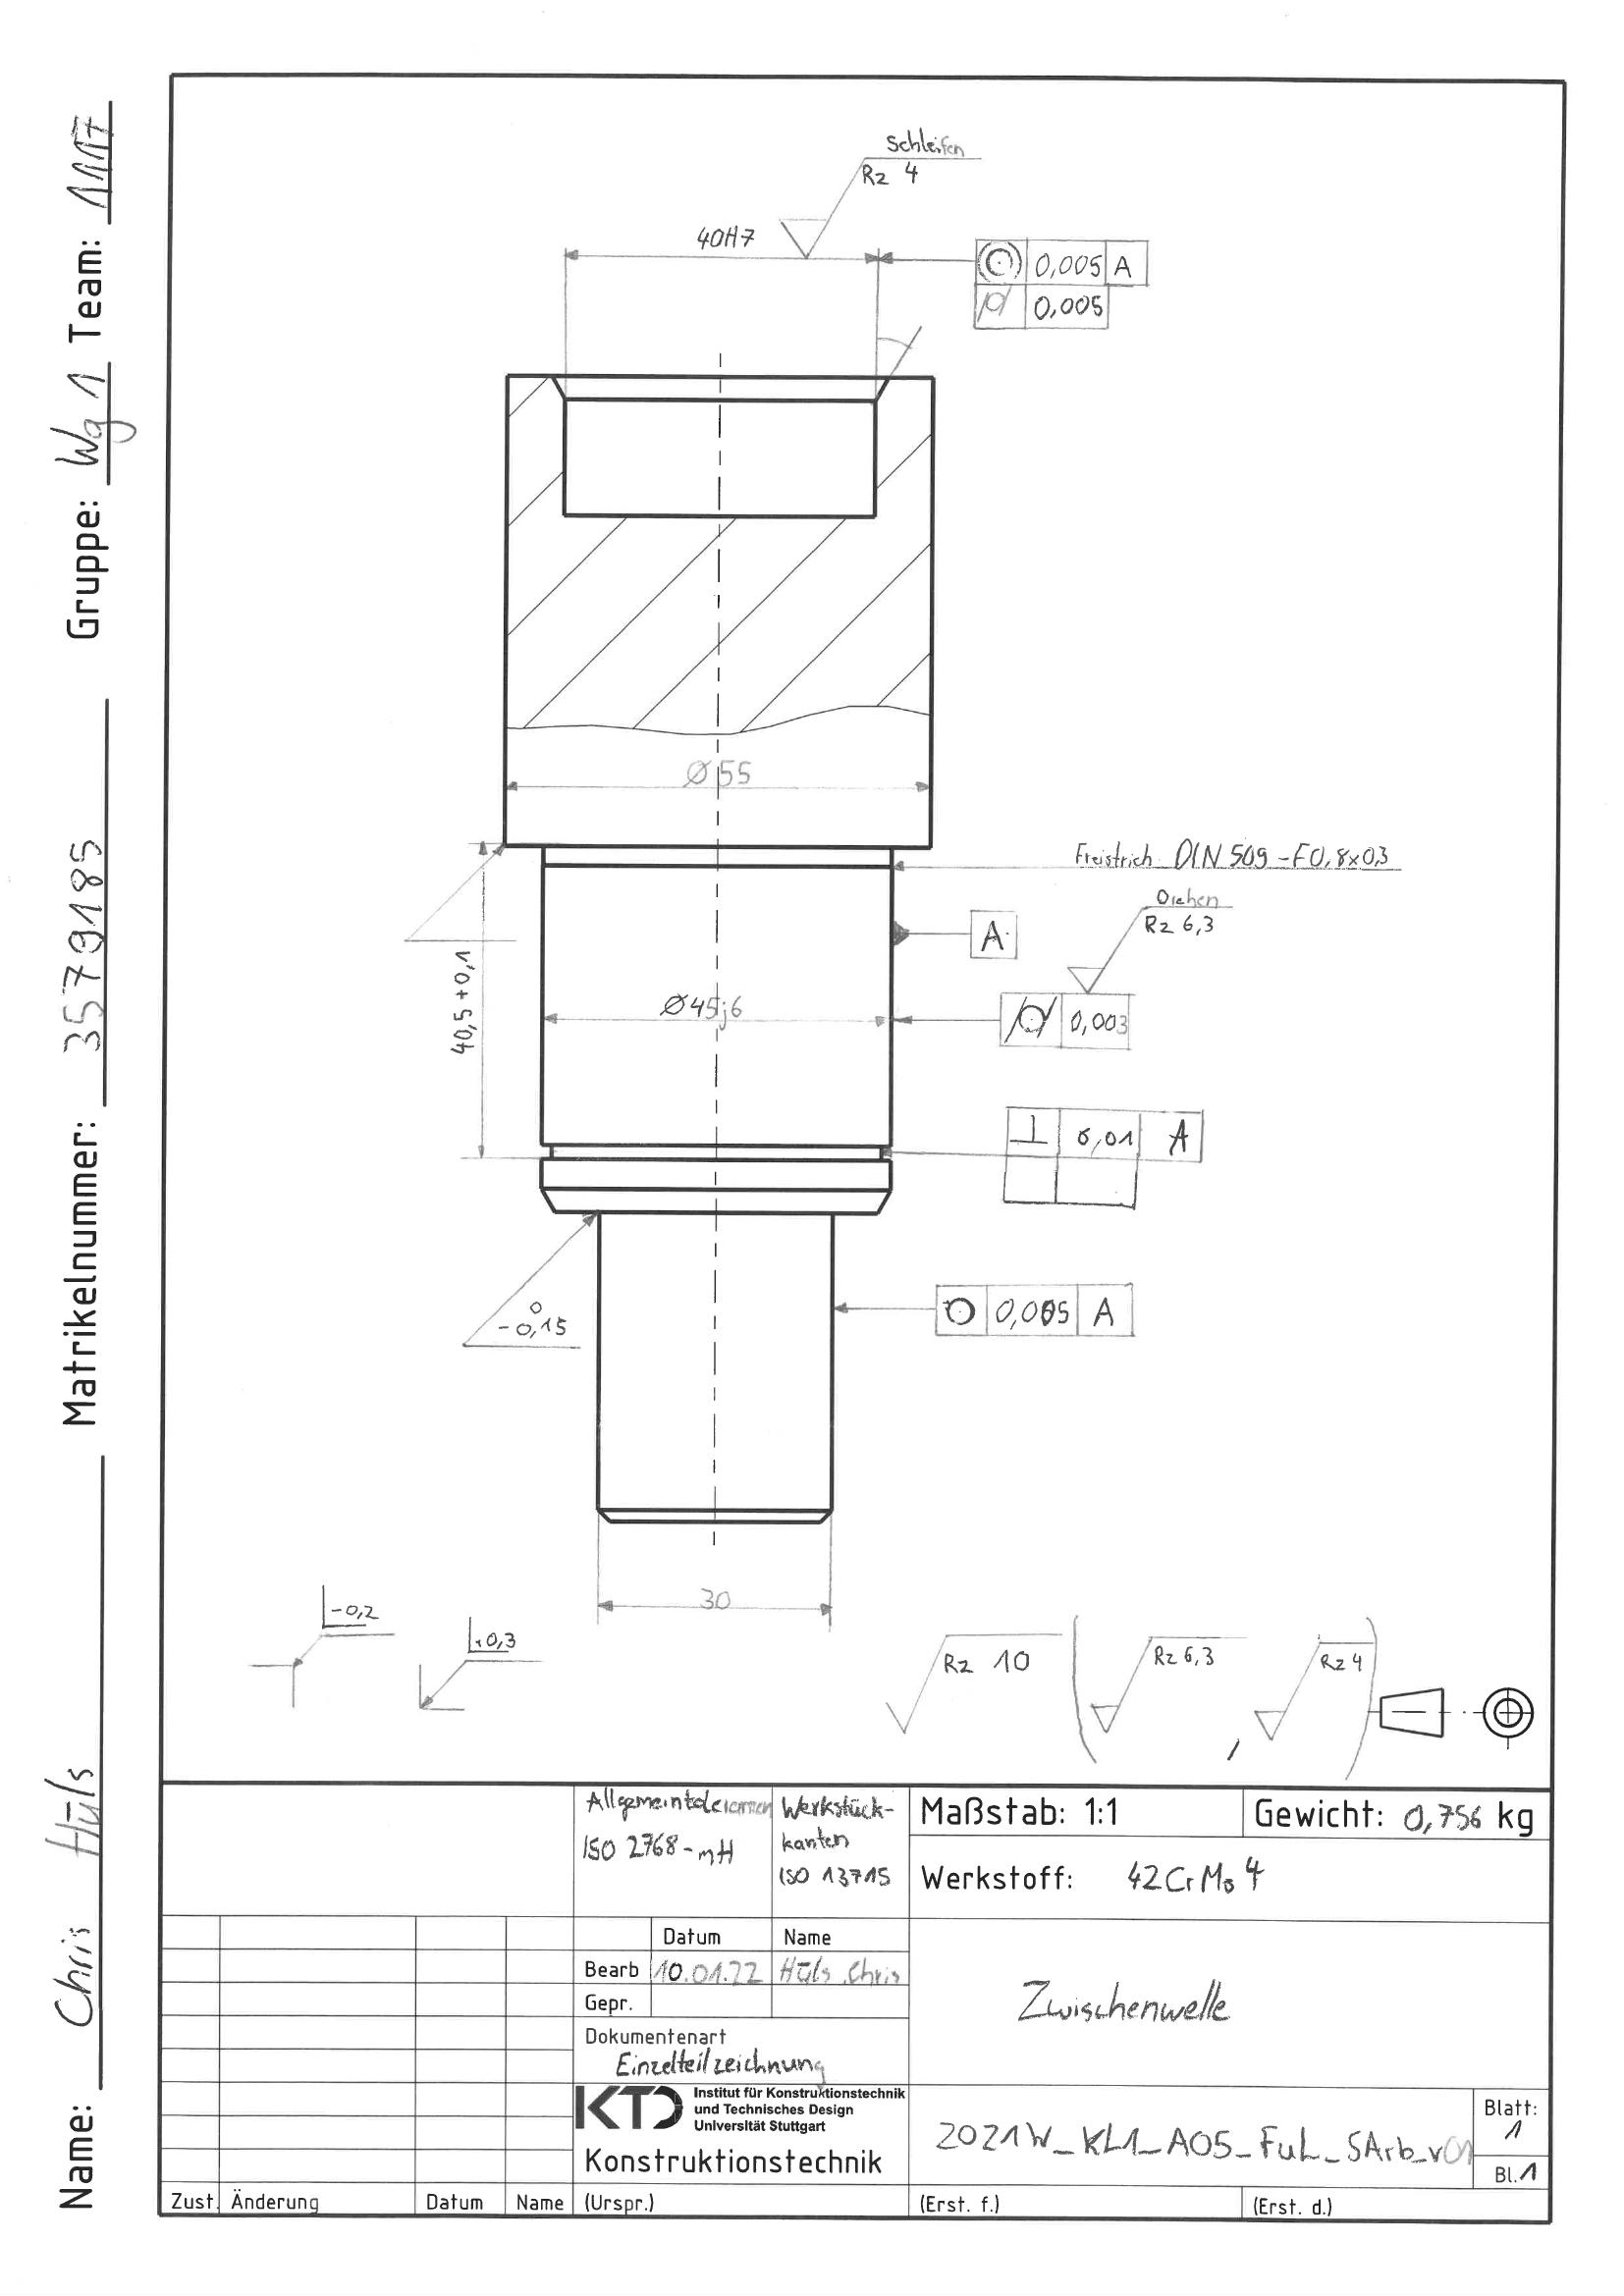 Name: Chris Hüls Matrikelnummer: 3579185 Gruppe: Wg 1 Team: 1117
Schleifen
Rz 4
40H7
0,005 A
0,005
Ø55
Freistrich DIN 509-F0,8x0,3
Drehen
Rz 6,3
A
40,5+0,1
Ø45j6
0,003
0,01 A
0
-0,15
0,005 A
30
-0,2
+0,3
Rz 10
Rz 6,3
,
Rz 4
Allgemeintoleranzen
ISO 2768-mH
Werkstück-
kanten
ISO 13715
Maßstab: 1:1
Gewicht: 0,756 kg
Werkstoff: 42CrMo4
Datum Name
Bearb 10.01.22 Hüls, Chris
Gepr.
Dokumentenart
Einzelteilzeichnung
Zwischenwelle
KTD
Institut für Konstruktionstechnik
und Technisches Design
Universität Stuttgart
Konstruktionstechnik
2021W_KL1_A05_FuL_SArb_v01
Blatt:
1
Bl.1
Zust. Änderung Datum Name (Urspr.) (Erst. f.) (Erst. d.)